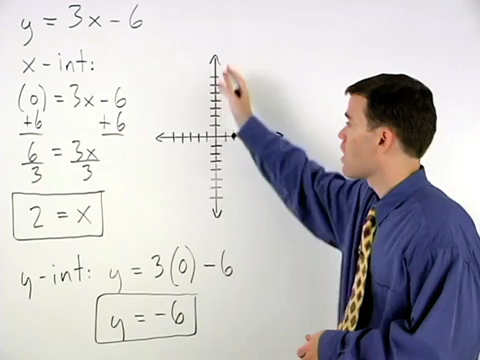 y = 3x - 6
x-int:
(0) = 3x - 6
+6 +6
6/3 = 3x/3
2 = x
y-int: y = 3(0) - 6
y = -6